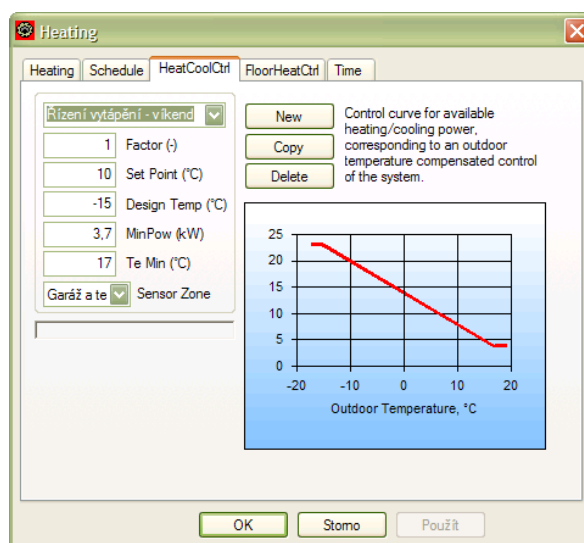 Heating
Heating Schedule HeatCoolCtrl FloorHeatCtrl Time
Řízení vytápění - víkend
1 Factor (-)
10 Set Point (°C)
-15 Design Temp (°C)
3,7 MinPow (kW)
17 Te Min (°C)
Garáž a te Sensor Zone
New
Copy
Delete
Control curve for available
heating/cooling power,
corresponding to an outdoor
temperature compensated control
of the system.
25
20
15
10
5
0
-20 -10 0 10 20
Outdoor Temperature, °C
OK Storno Použít